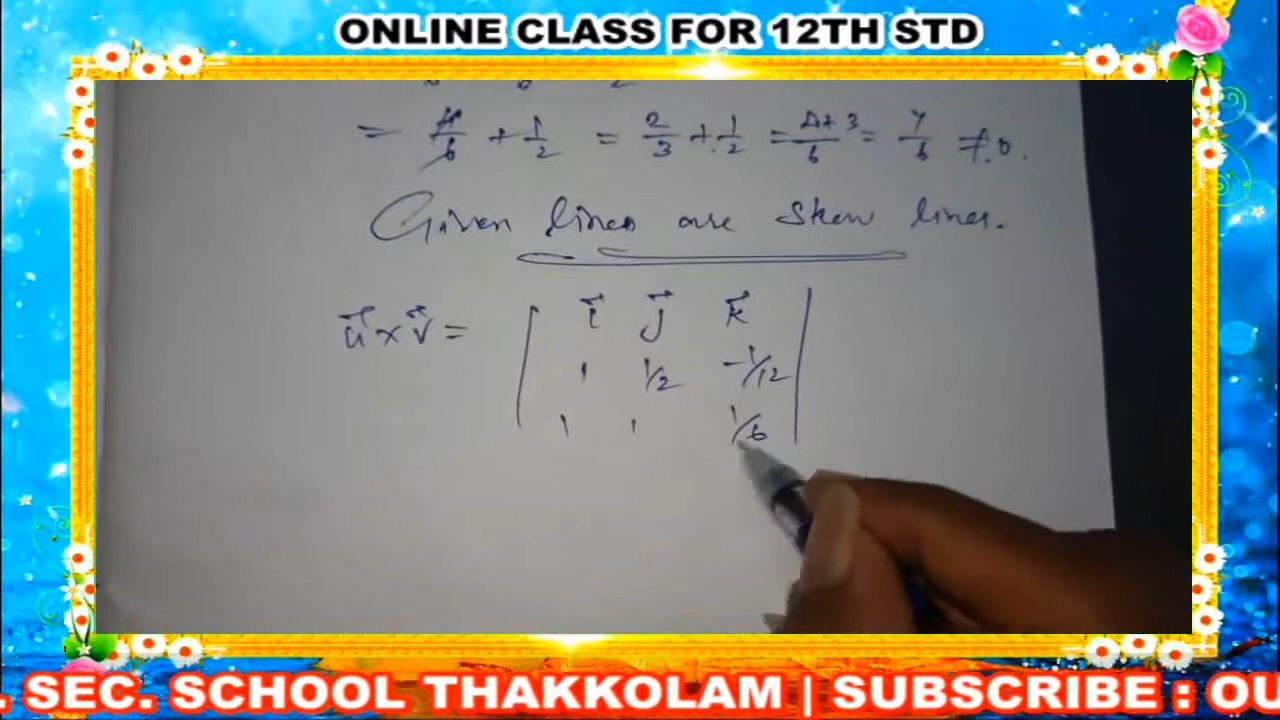 ONLINE CLASS FOR 12TH STD
= 4/6 + 1/2 = 2/3 + 1/2 = 4+3/6 = 7/6 ≠ 0.
Given lines are skew lines.
u⃗ × v⃗ = | i⃗ j⃗ k⃗ |
1 1/2 -1/12
1 1 1/6
. SEC. SCHOOL THAKKOLAM | SUBSCRIBE : OU